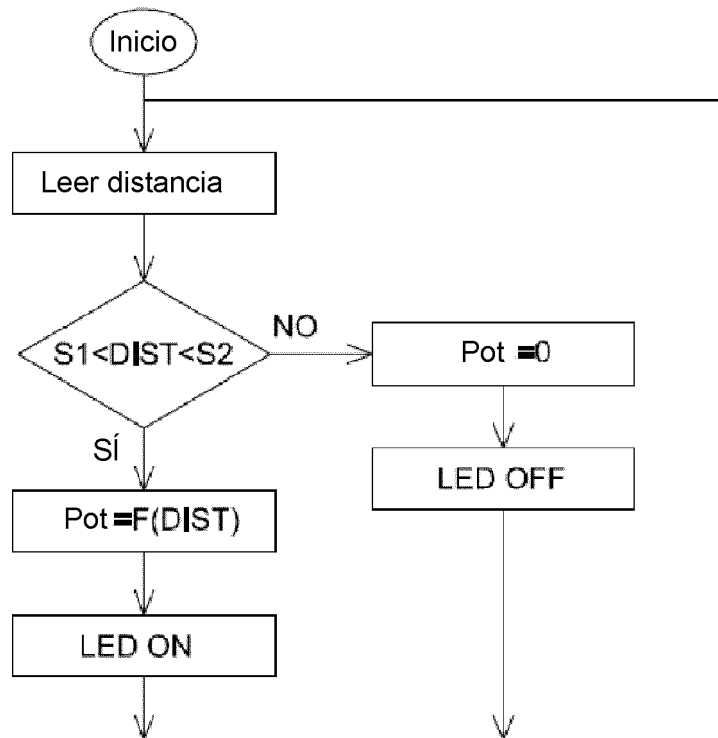 Inicio
Leer distancia
S1<DIST<S2
NO
Pot =0
SÍ
LED OFF
Pot=F(DIST)
LED ON